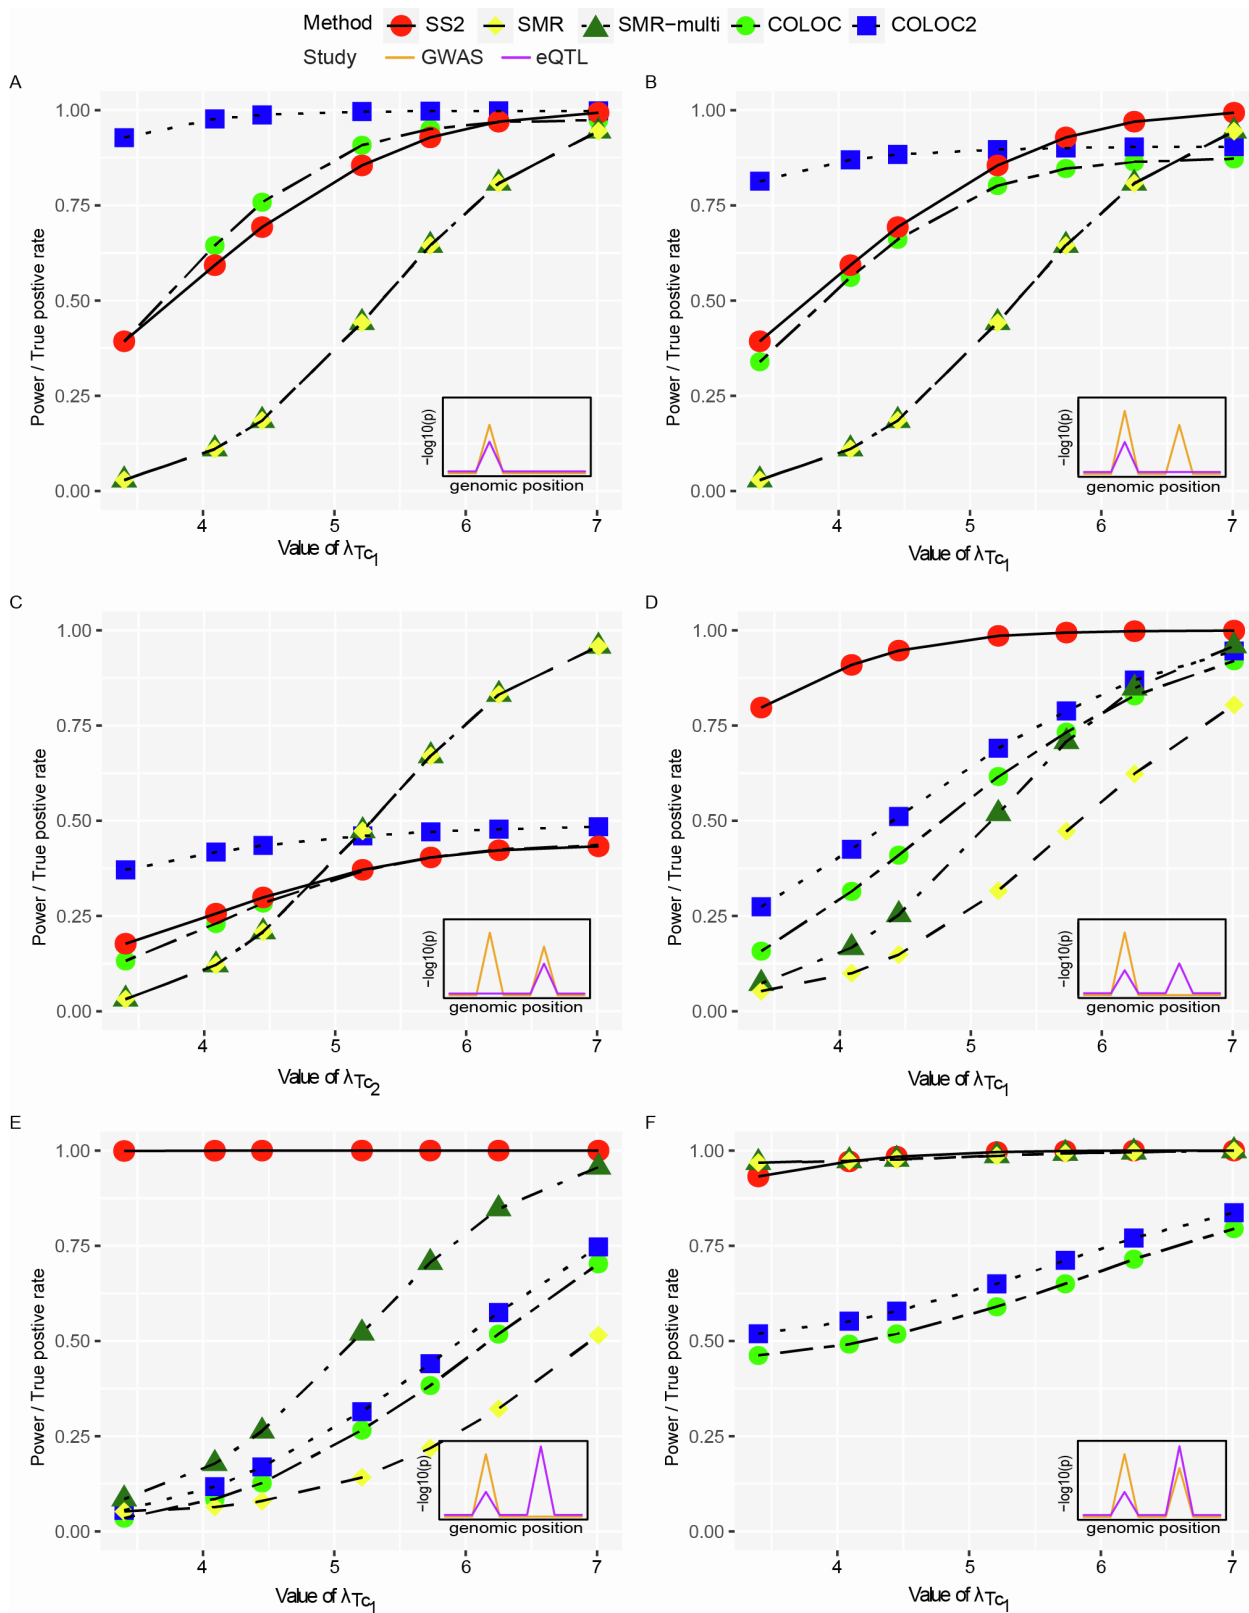 Method SS2 SMR SMR−multi COLOC COLOC2
Study GWAS eQTL
A
Power / True postive rate
1.00
0.75
0.50
0.25
0.00
4 5 6 7
Value of λTc1
−log10(p)
genomic position
B
Power / True postive rate
1.00
0.75
0.50
0.25
0.00
4 5 6 7
Value of λTc1
−log10(p)
genomic position
C
Power / True postive rate
1.00
0.75
0.50
0.25
0.00
4 5 6 7
Value of λTc2
−log10(p)
genomic position
D
Power / True postive rate
1.00
0.75
0.50
0.25
0.00
4 5 6 7
Value of λTc1
−log10(p)
genomic position
E
Power / True postive rate
1.00
0.75
0.50
0.25
0.00
4 5 6 7
Value of λTc1
−log10(p)
genomic position
F
Power / True postive rate
1.00
0.75
0.50
0.25
0.00
4 5 6 7
Value of λTc1
−log10(p)
genomic position